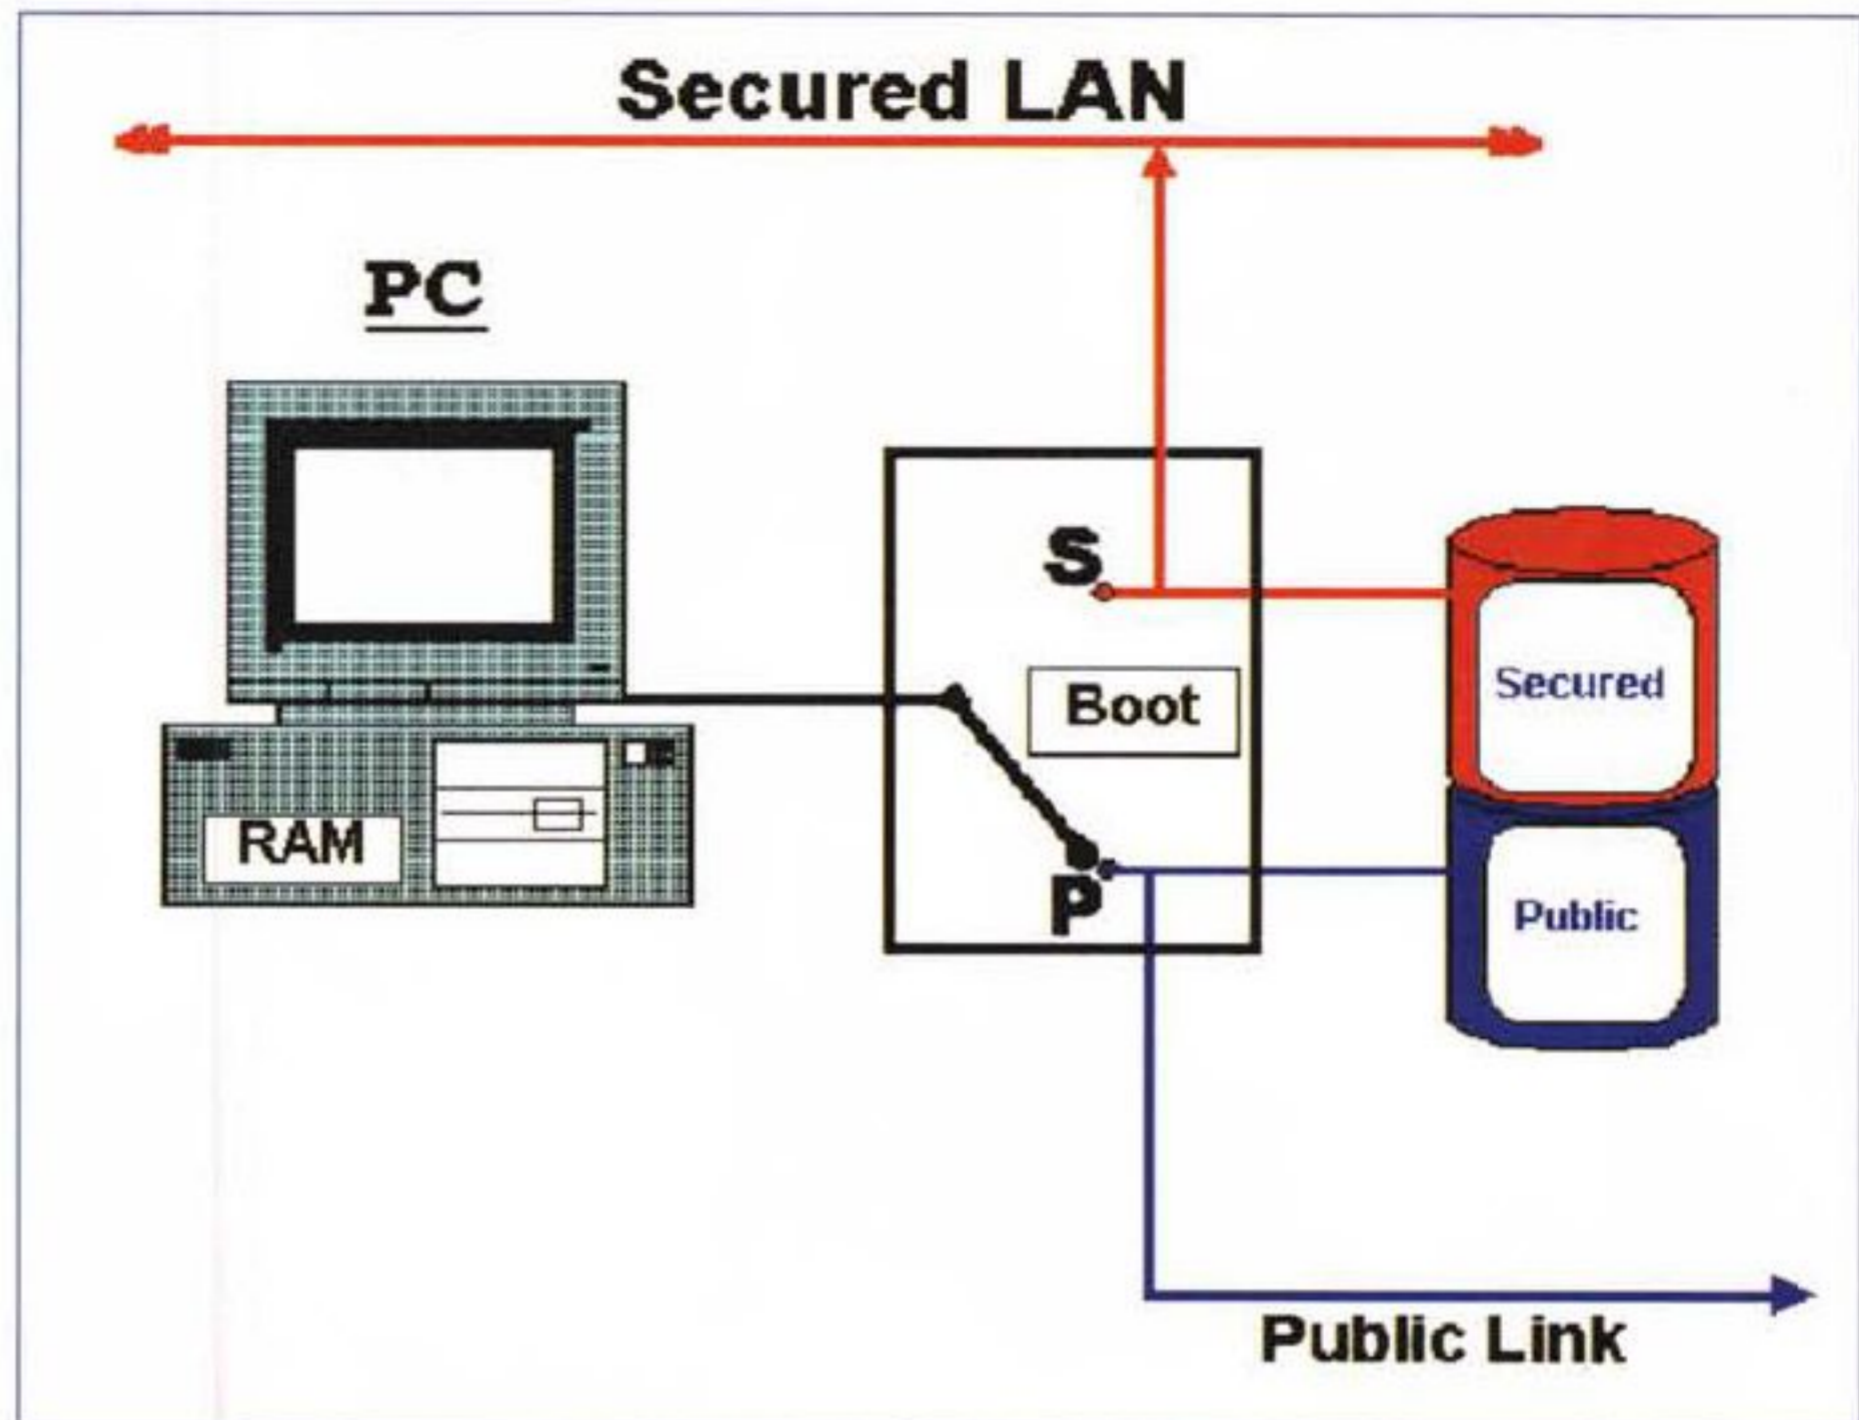 Secured LAN
PC
S
Secured
Boot
RAM
P
Public
Public Link